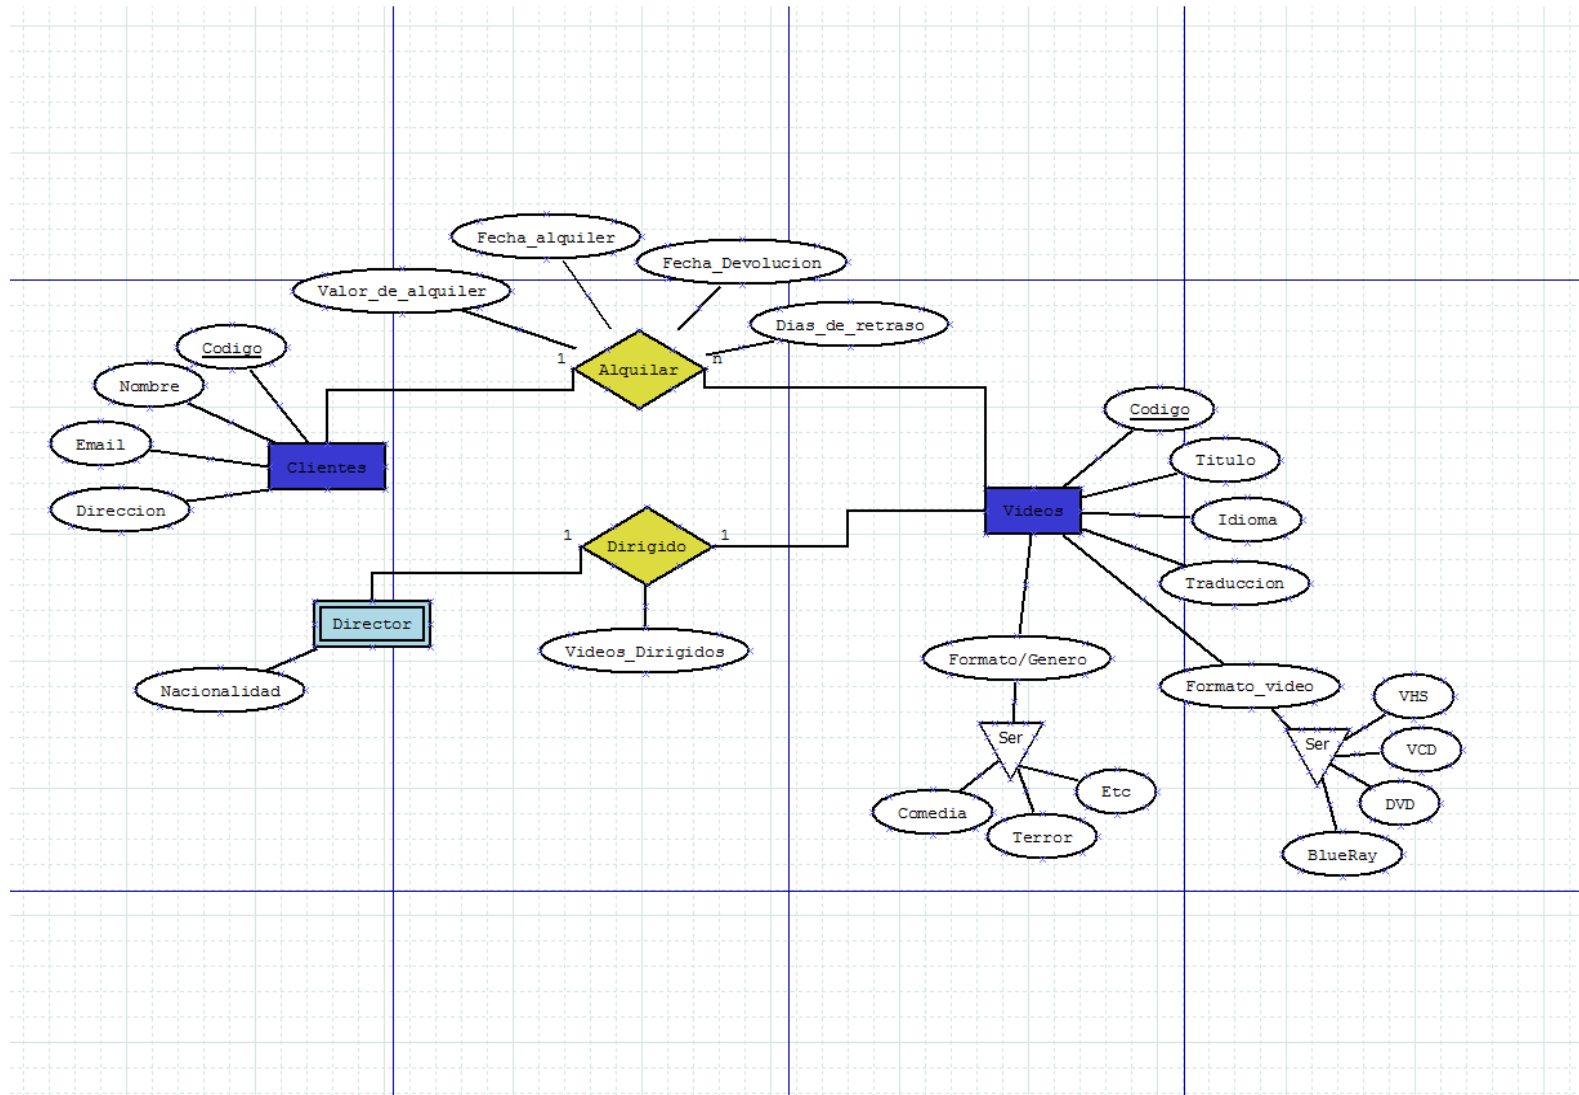 Fecha_alquiler
Fecha_Devolucion
Valor_de_alquiler
Dias_de_retraso
Codigo
Nombre
1
Alquilar
n
Email
Clientes
Direccion
Codigo
Titulo
Videos
Idioma
Traduccion
1
Dirigido
1
Director
Videos_Dirigidos
Nacionalidad
Formato/Genero
Formato_video
VHS
Ser
Ser
VCD
Etc
DVD
Comedia
Terror
BlueRay